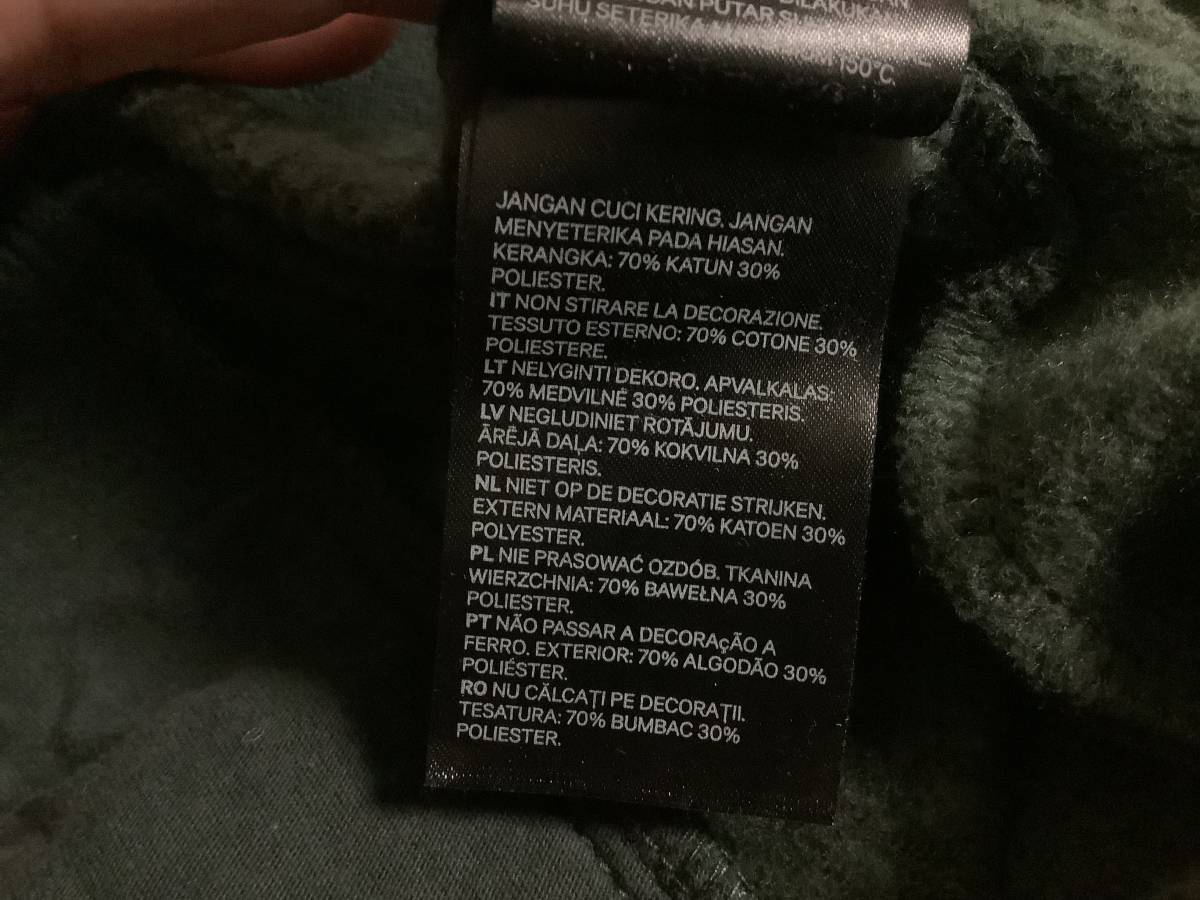 PUTAR
SUHU SETERIKA
150°C.
JANGAN CUCI KERING. JANGAN
MENYETERIKA PADA HIASAN.
KERANGKA: 70% KATUN 30%
POLIESTER.
IT NON STIRARE LA DECORAZIONE.
TESSUTO ESTERNO: 70% COTONE 30%
POLIESTERE.
LT NELYGINTI DEKORO. APVALKALAS:
70% MEDVILNĖ 30% POLIESTERIS.
LV NEGLUDINIET ROTĀJUMU.
ĀRĒJĀ DAĻA: 70% KOKVILNA 30%
POLIESTERIS.
NL NIET OP DE DECORATIE STRIJKEN.
EXTERN MATERIAAL: 70% KATOEN 30%
POLYESTER.
PL NIE PRASOWAĆ OZDÓB. TKANINA
WIERZCHNIA: 70% BAWEŁNA 30%
POLIESTER.
PT NÃO PASSAR A DECORAçÃO A
FERRO. EXTERIOR: 70% ALGODÃO 30%
POLIÉSTER.
RO NU CĂLCAȚI PE DECORAȚII.
TESATURA: 70% BUMBAC 30%
POLIESTER.